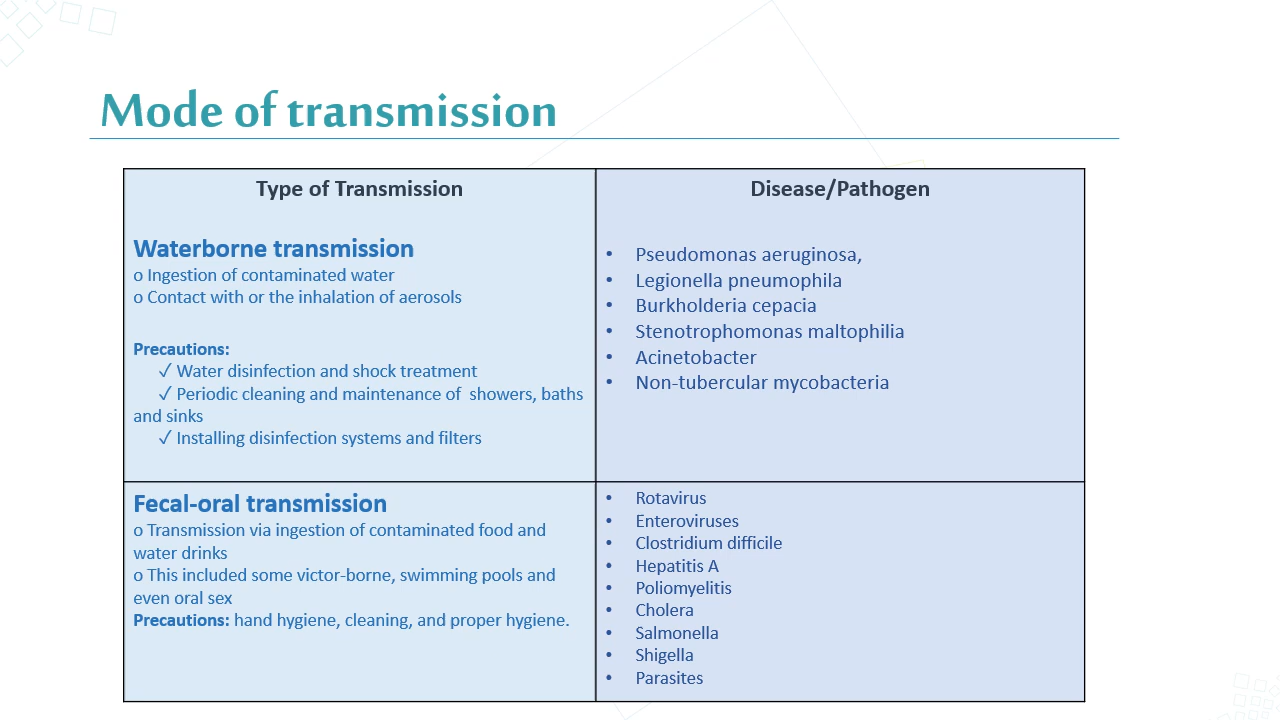 Mode of transmission
Type of Transmission
Disease/Pathogen
Waterborne transmission
o Ingestion of contaminated water
o Contact with or the inhalation of aerosols
Precautions:
✓ Water disinfection and shock treatment
✓ Periodic cleaning and maintenance of showers, baths
and sinks
✓ Installing disinfection systems and filters
• Pseudomonas aeruginosa,
• Legionella pneumophila
• Burkholderia cepacia
• Stenotrophomonas maltophilia
• Acinetobacter
• Non-tubercular mycobacteria
Fecal-oral transmission
o Transmission via ingestion of contaminated food and
water drinks
o This included some victor-borne, swimming pools and
even oral sex
Precautions: hand hygiene, cleaning, and proper hygiene.
• Rotavirus
• Enteroviruses
• Clostridium difficile
• Hepatitis A
• Poliomyelitis
• Cholera
• Salmonella
• Shigella
• Parasites